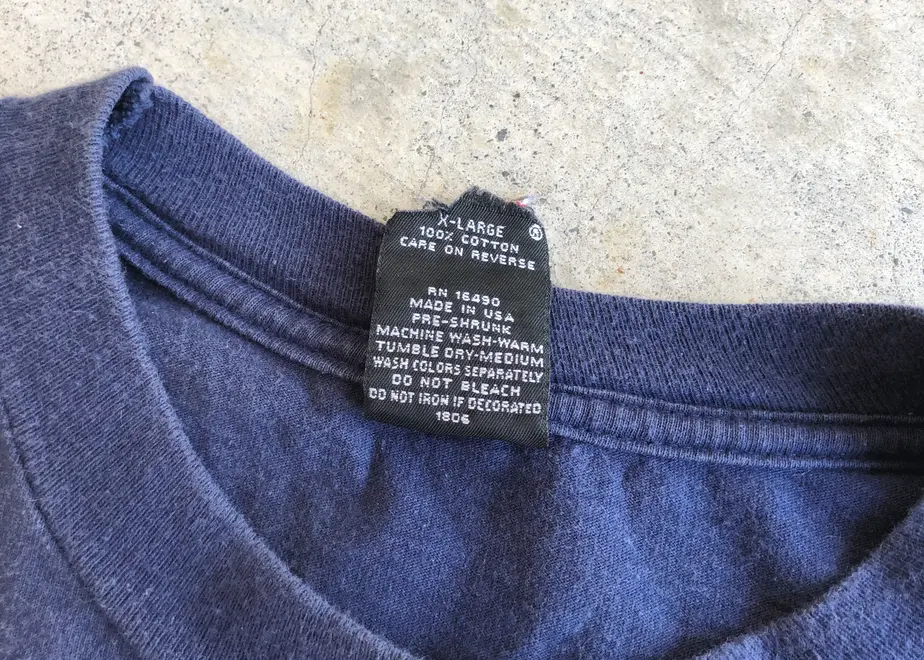 X-LARGE ®
100% COTTON
CARE ON REVERSE
RN 16490
MADE IN USA
PRE-SHRUNK
MACHINE WASH-WARM
TUMBLE DRY-MEDIUM
WASH COLORS SEPARATELY
DO NOT BLEACH
DO NOT IRON IF DECORATED
1806